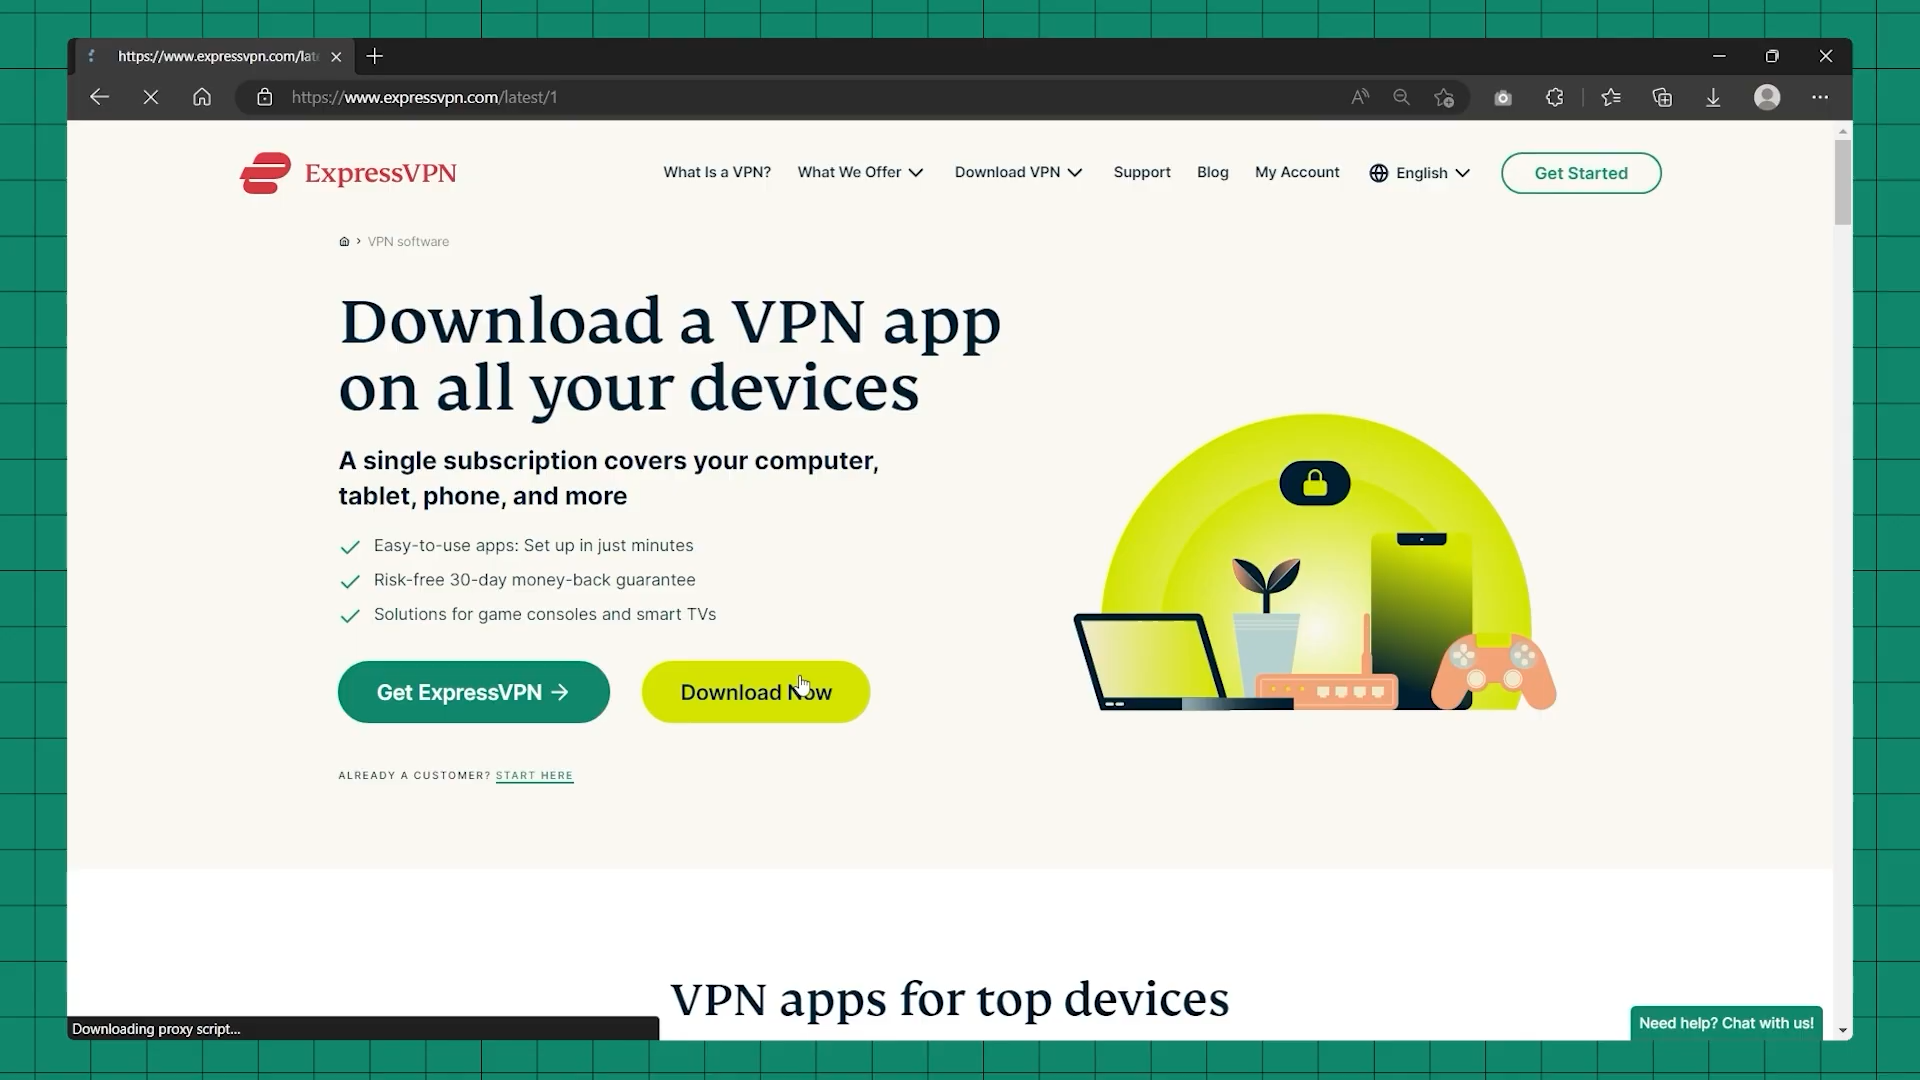 https://www.expressvpn.com/lat
https://www.expressvpn.com/latest/1
ExpressVPN
What Is a VPN?
What We Offer
Download VPN
Support
Blog
My Account
English
Get Started
VPN software
Download a VPN app
on all your devices
A single subscription covers your computer,
tablet, phone, and more
Easy-to-use apps: Set up in just minutes
Risk-free 30-day money-back guarantee
Solutions for game consoles and smart TVs
Get ExpressVPN →
Download Now
ALREADY A CUSTOMER? START HERE
VPN apps for top devices
Downloading proxy script...
Need help? Chat with us!